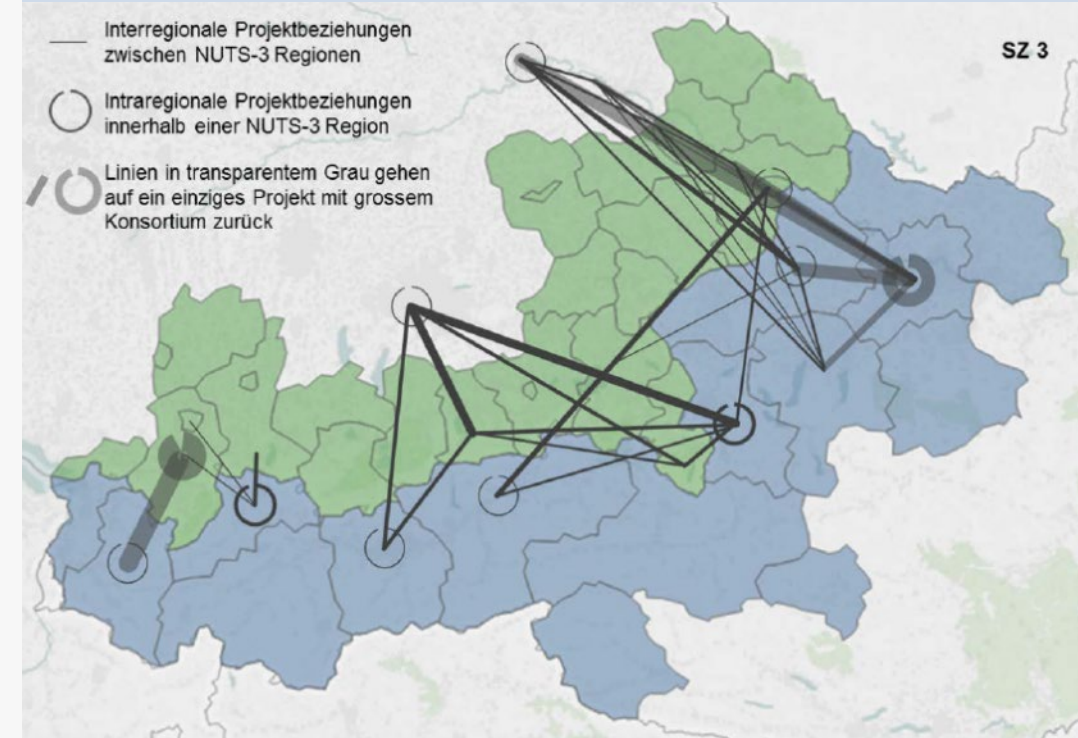 Interregionale Projektbeziehungen
zwischen NUTS-3 Regionen
SZ 3
Intraregionale Projektbeziehungen
innerhalb einer NUTS-3 Region
Linien in transparentem Grau gehen
auf ein einziges Projekt mit grossem
Konsortium zurück